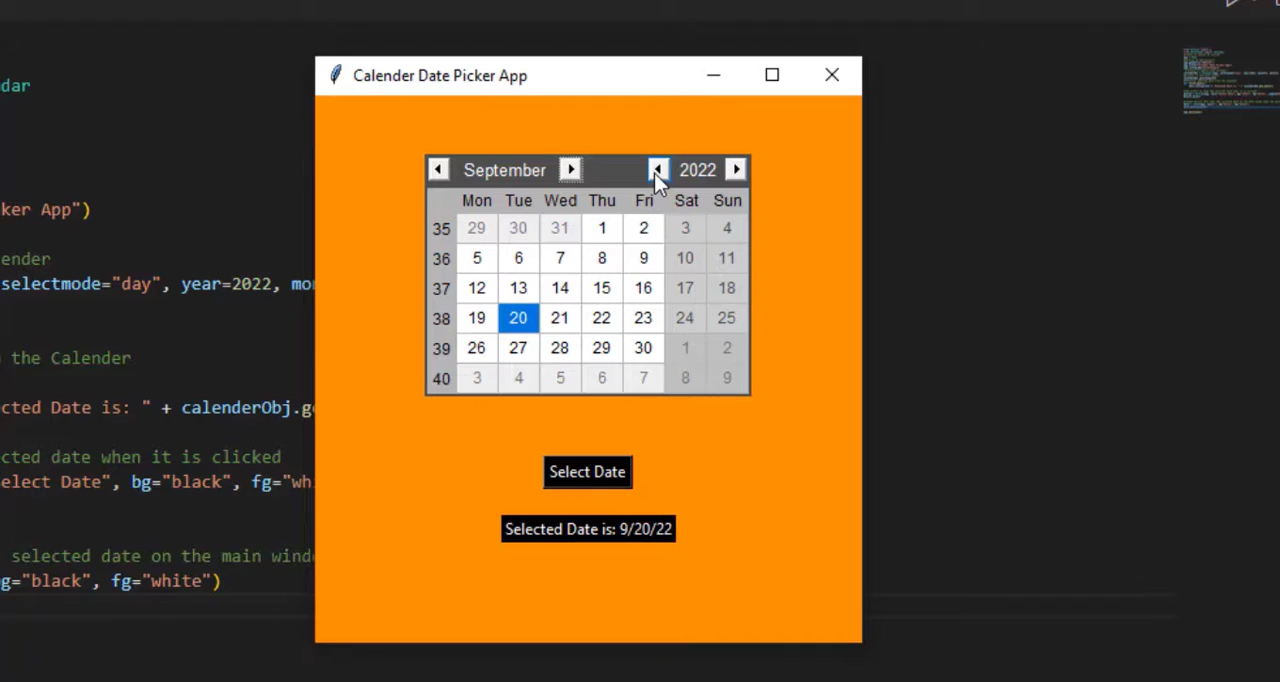 dar
Calender Date Picker App
ker App")
ender
selectmode="day", year=2022, mon
the Calender
cted Date is: " + calenderObj.ge
cted date when it is clicked
elect Date", bg="black", fg="whi
selected date on the main windo
g="black", fg="white")
September 2022
Mon Tue Wed Thu Fri Sat Sun
35 29 30 31 1 2 3 4
36 5 6 7 8 9 10 11
37 12 13 14 15 16 17 18
38 19 20 21 22 23 24 25
39 26 27 28 29 30 1 2
40 3 4 5 6 7 8 9
Select Date
Selected Date is: 9/20/22